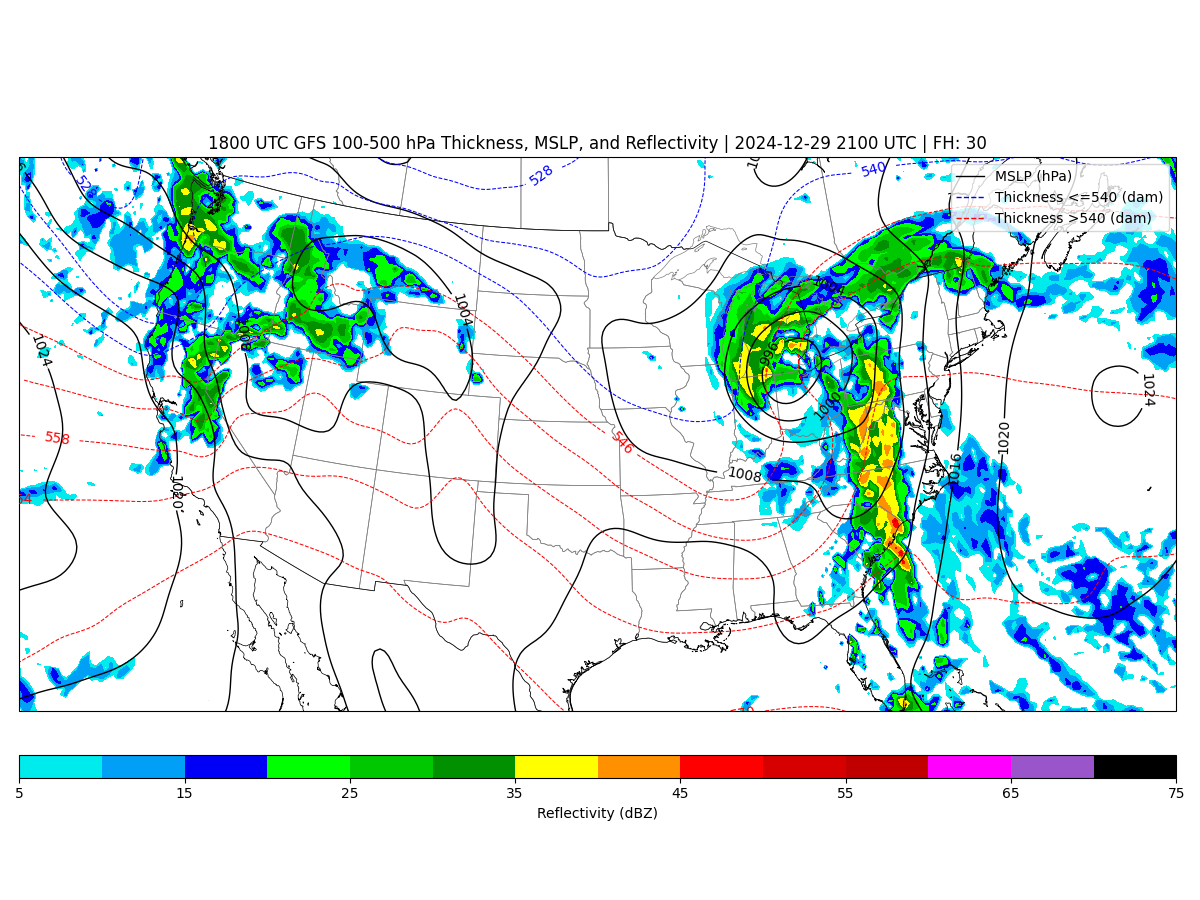 1800 UTC GFS 100-500 hPa Thickness, MSLP, and Reflectivity | 2024-12-29 2100 UTC | FH: 30
MSLP (hPa)
Thickness <=540 (dam)
Thickness >540 (dam)
528
528
540
1004
1024
996
1000
1024
558
546
1008
1020
1016
1020
5 15 25 35 45 55 65 75
Reflectivity (dBZ)